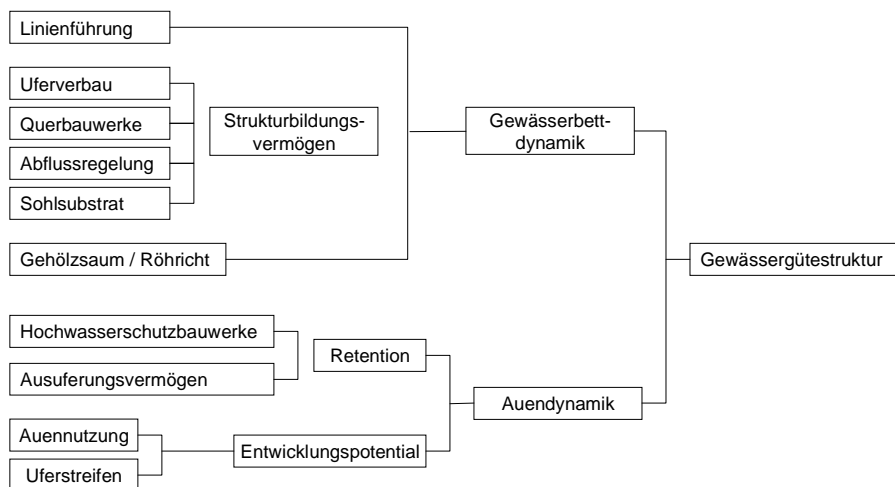 Linienführung
Uferverbau
Querbauwerke
Abflussregelung
Sohlsubstrat
Strukturbildungs-
vermögen
Gewässerbett-
dynamik
Gehölzsaum / Röhricht
Gewässergütestruktur
Hochwasserschutzbauwerke
Ausuferungsvermögen
Retention
Auendynamik
Auennutzung
Uferstreifen
Entwicklungspotential